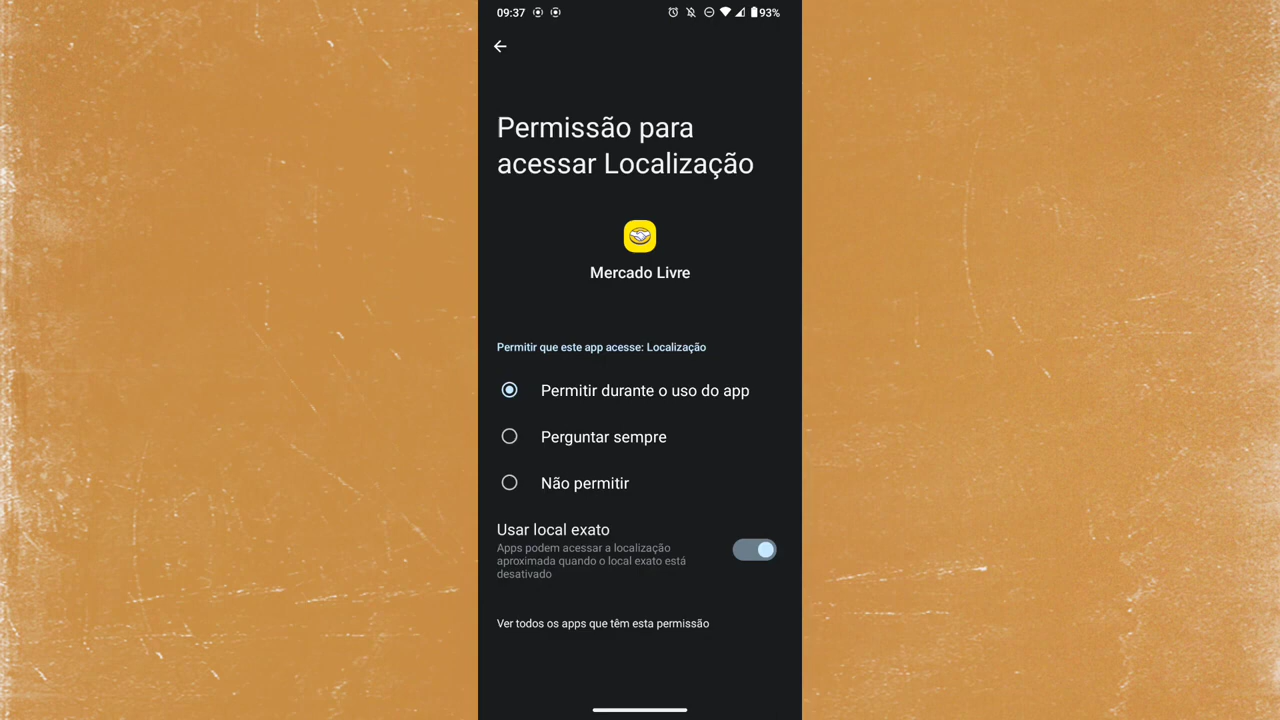 09:37
93%
Permissão para
acessar Localização
Mercado Livre
Permitir que este app acesse: Localização
Permitir durante o uso do app
Perguntar sempre
Não permitir
Usar local exato
Apps podem acessar a localização
aproximada quando o local exato está
desativado
Ver todos os apps que têm esta permissão